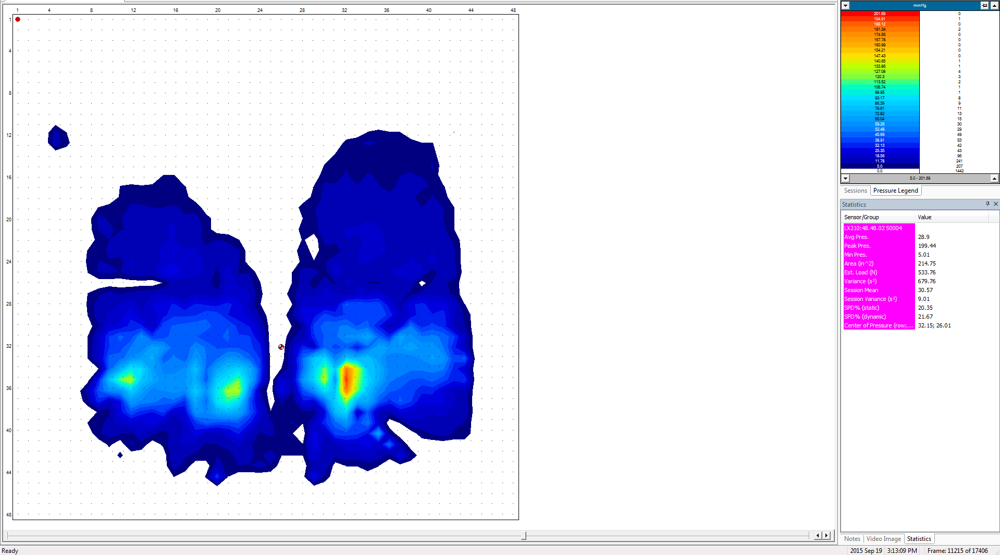 1 4 8 12 16 20 24 28 32 36 40 44 48
1
4
8
12
16
20
24
28
32
36
40
44
48
mmHg
201.69 0
194.91 1
188.12 0
181.34 2
174.56 0
167.78 0
160.99 0
154.21 0
147.43 0
140.65 1
133.86 1
127.08 4
120.3 3
113.52 2
106.74 1
99.95 1
93.17 8
86.39 9
79.61 11
72.82 13
66.04 15
59.26 30
52.48 29
45.69 49
38.91 53
32.13 42
25.35 43
18.56 96
11.78 241
5.0 207
0.0 1442
5.0 - 201.69
Sessions Pressure Legend
Statistics
Sensor/Group Value
LX210:48.48.02 S0004
Avg Pres. 28.9
Peak Pres. 199.44
Min Pres. 5.01
Area (in^2) 214.75
Est. Load (N) 533.76
Variance (s²) 679.76
Session Mean 30.57
Session Variance (s²) 9.01
SPD% (static) 20.35
SPD% (dynamic) 21.67
Center of Pressure (row;... 32.15; 26.01
Notes Video Image Statistics
Ready 2015 Sep 19 3:13:09 PM Frame: 11215 of 17406